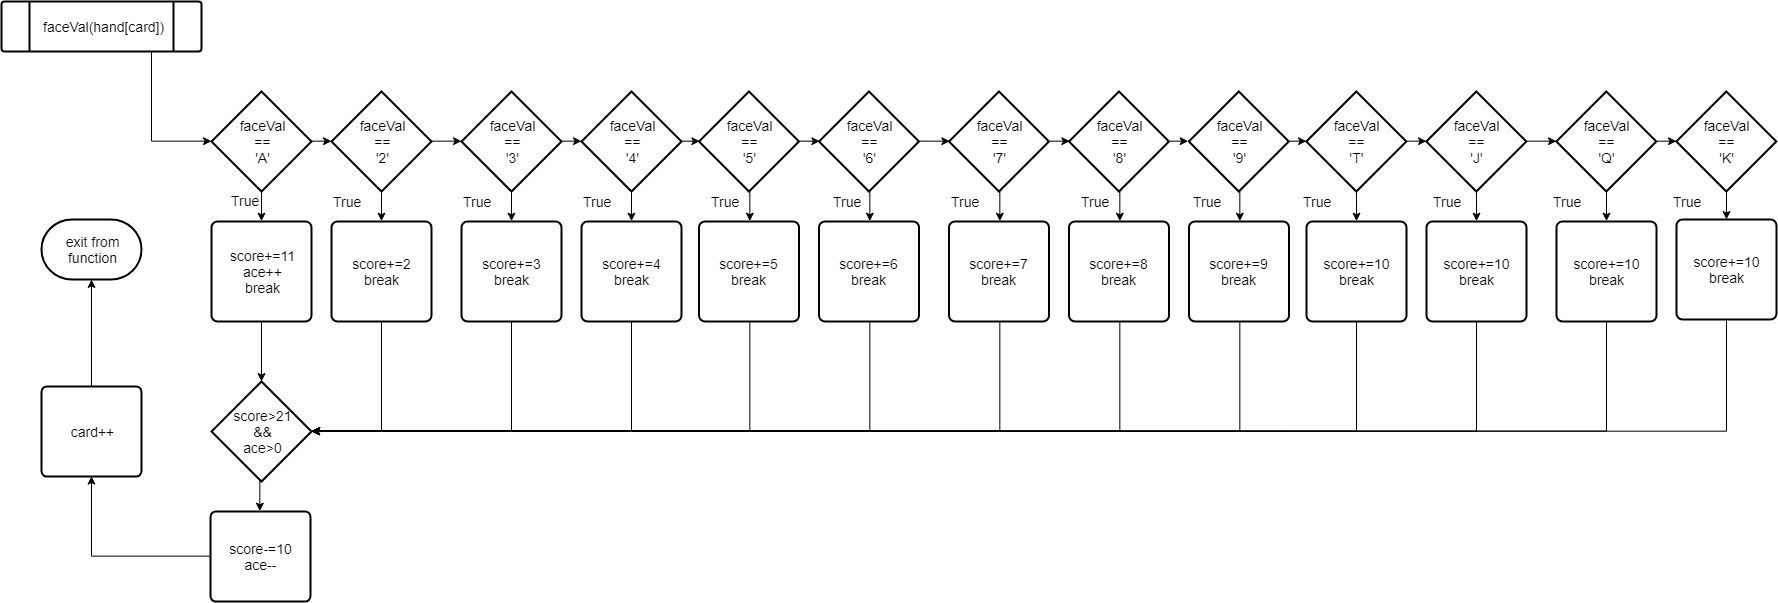 faceVal(hand[card])
faceVal
==
'A'
faceVal
==
'2'
faceVal
==
'3'
faceVal
==
'4'
faceVal
==
'5'
faceVal
==
'6'
faceVal
==
'7'
faceVal
==
'8'
faceVal
==
'9'
faceVal
==
'T'
faceVal
==
'J'
faceVal
==
'Q'
faceVal
==
'K'
True
True
True
True
True
True
True
True
True
True
True
True
True
exit from
function
score+=11
ace++
break
score+=2
break
score+=3
break
score+=4
break
score+=5
break
score+=6
break
score+=7
break
score+=8
break
score+=9
break
score+=10
break
score+=10
break
score+=10
break
score+=10
break
card++
score>21
&&
ace>0
score-=10
ace--